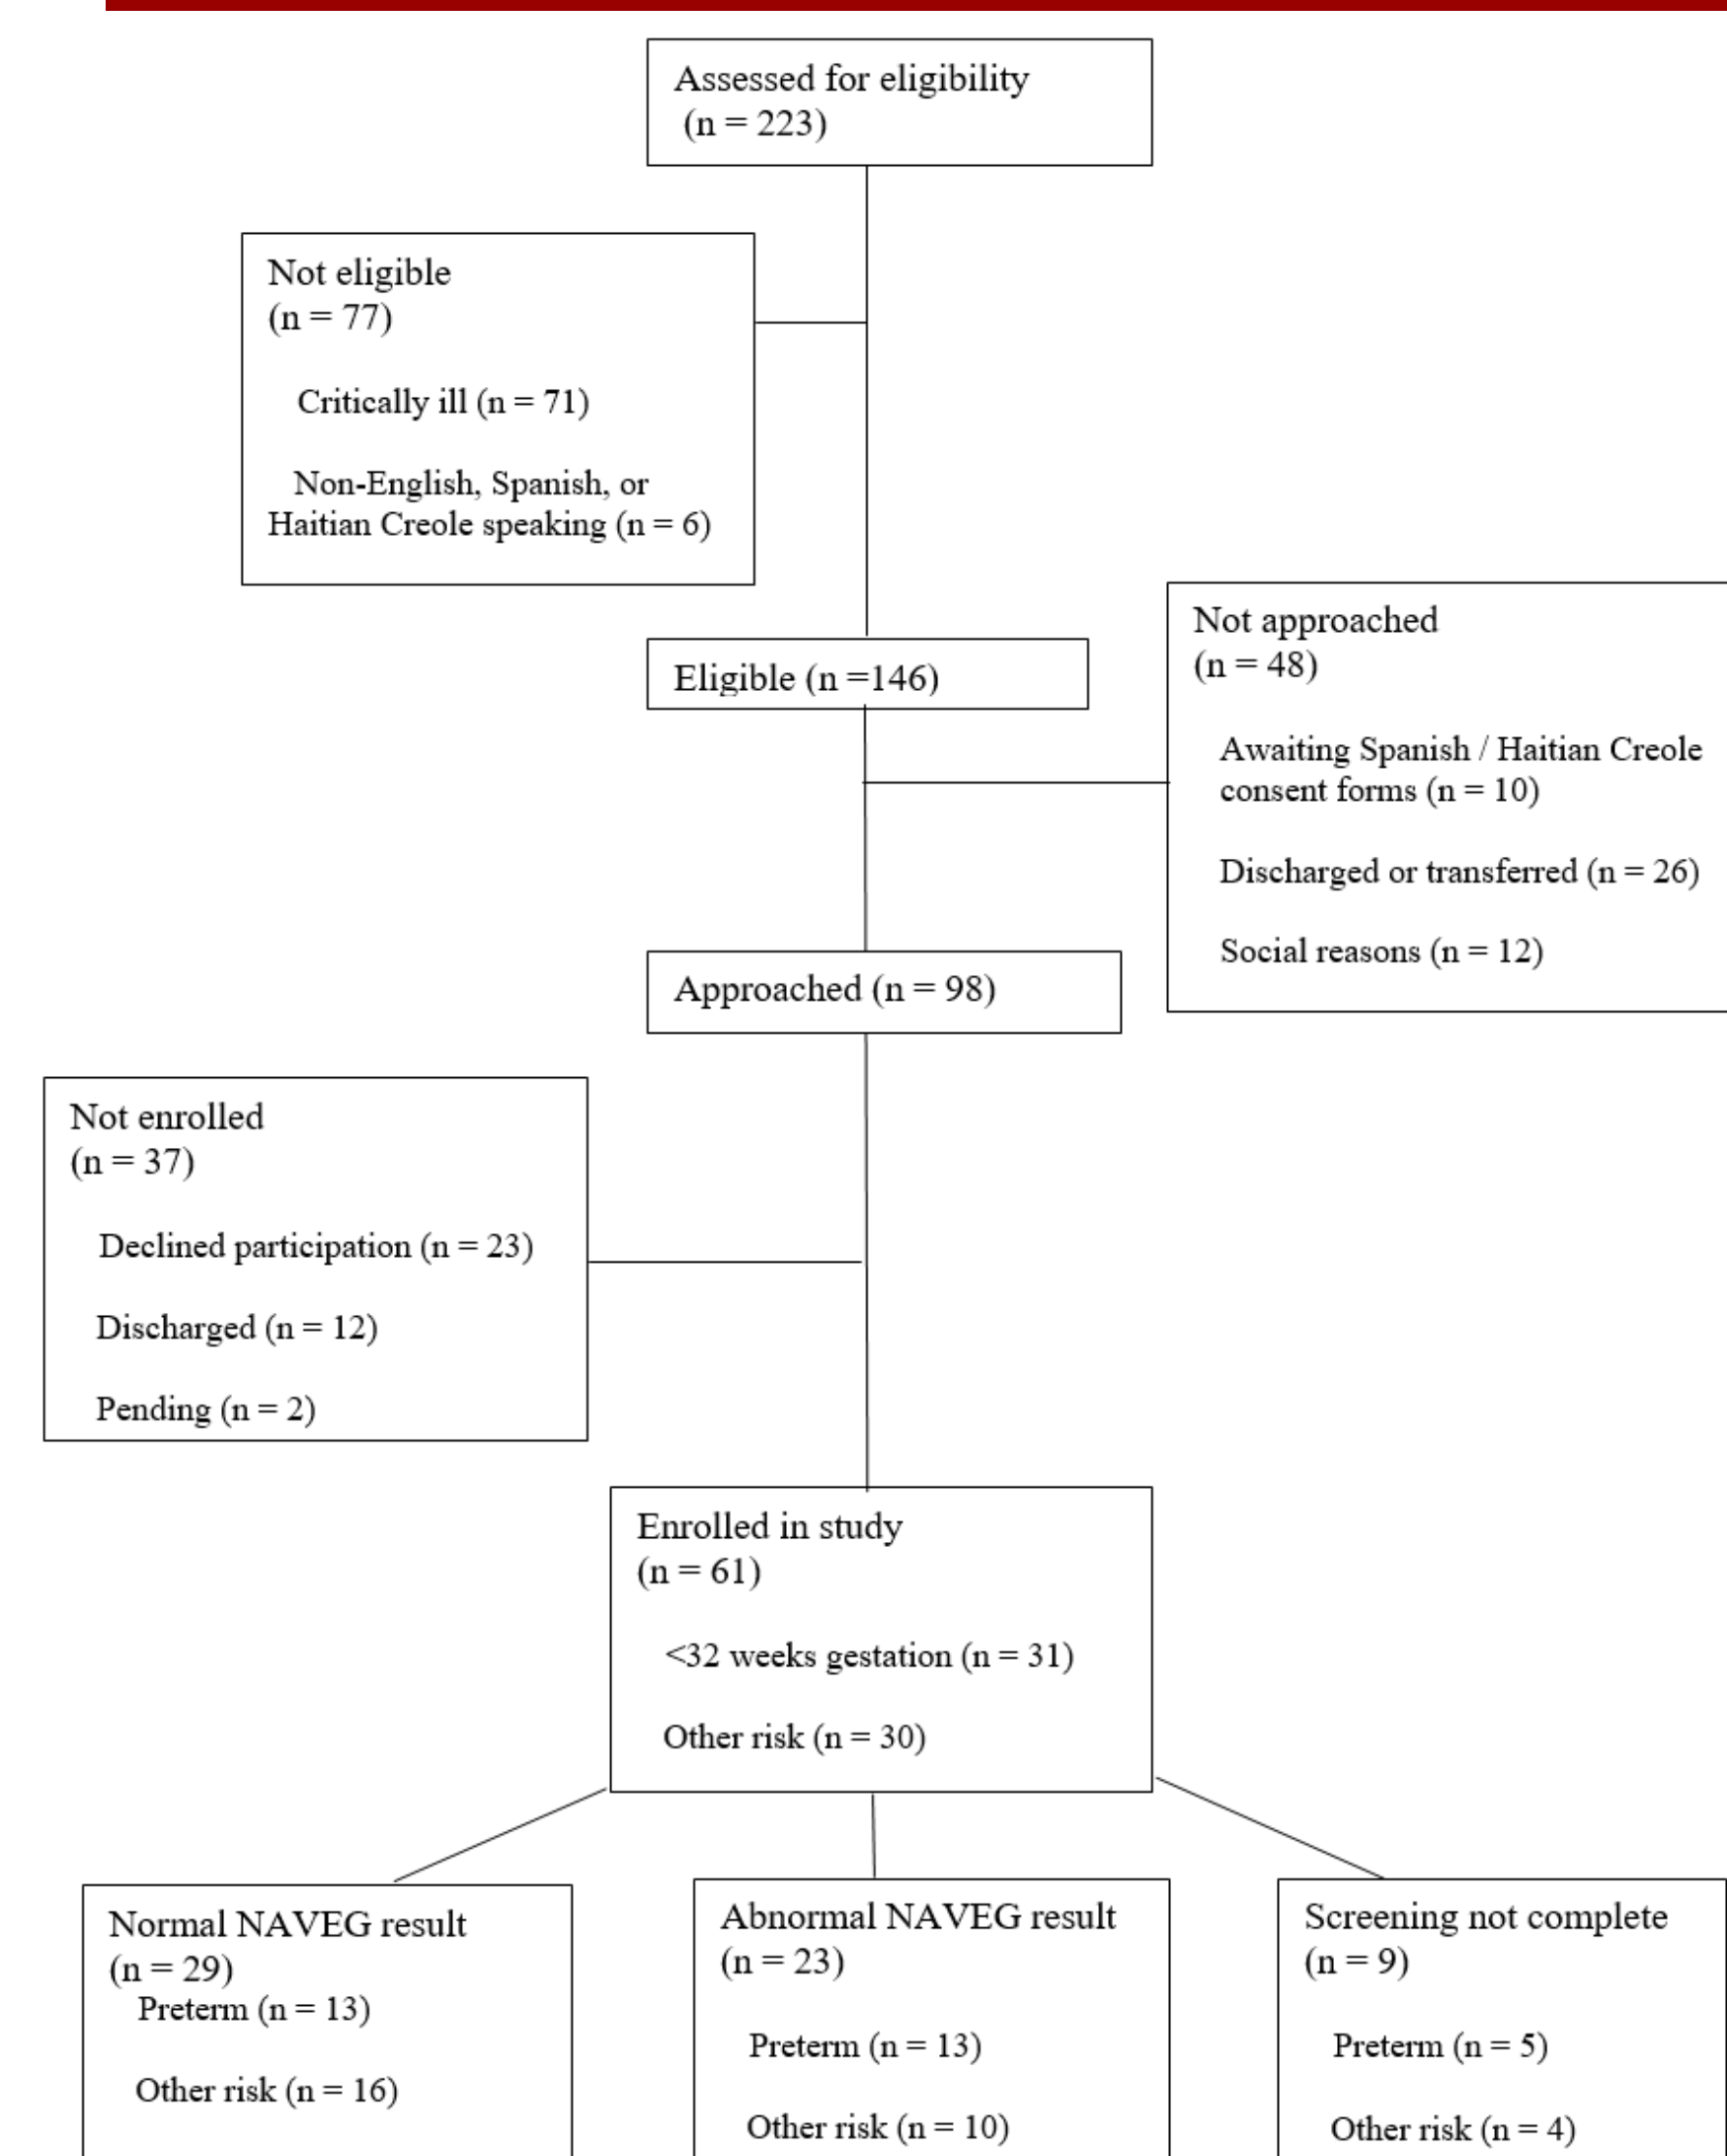 Assessed for eligibility
(n = 223)
Not eligible
(n = 77)
Critically ill (n = 71)
Non-English, Spanish, or
Haitian Creole speaking (n = 6)
Eligible (n =146)
Not approached
(n = 48)
Awaiting Spanish / Haitian Creole
consent forms (n = 10)
Discharged or transferred (n = 26)
Social reasons (n = 12)
Approached (n = 98)
Not enrolled
(n = 37)
Declined participation (n = 23)
Discharged (n = 12)
Pending (n = 2)
Enrolled in study
(n = 61)
<32 weeks gestation (n = 31)
Other risk (n = 30)
Normal NAVEG result
(n = 29)
Preterm (n = 13)
Other risk (n = 16)
Abnormal NAVEG result
(n = 23)
Preterm (n = 13)
Other risk (n = 10)
Screening not complete
(n = 9)
Preterm (n = 5)
Other risk (n = 4)